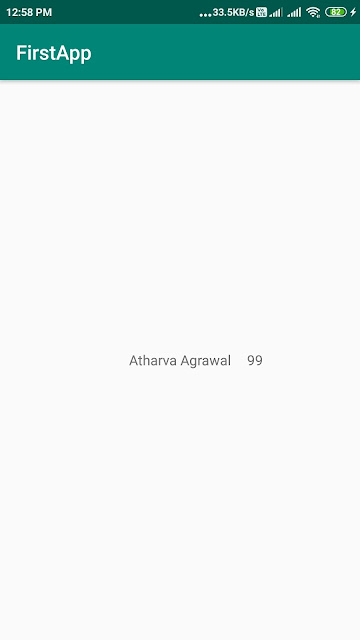 12:58 PM ...33.5KB/s 82
FirstApp
Atharva Agrawal 99